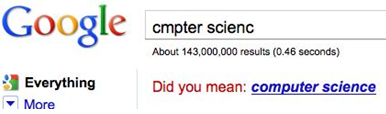 Google
cmpter scienc
About 143,000,000 results (0.46 seconds)
Everything
Did you mean: computer science
More